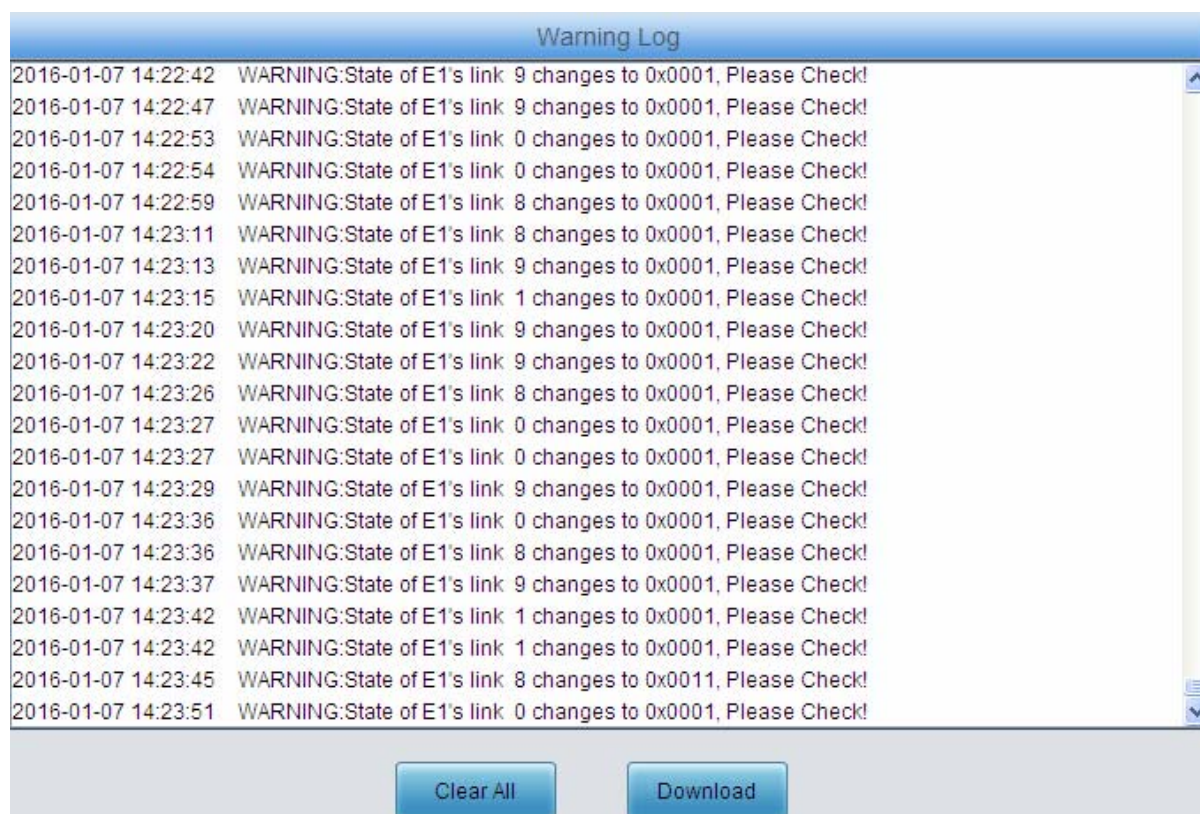 Warning Log
2016-01-07 14:22:42 WARNING:State of E1's link 9 changes to 0x0001, Please Check!
2016-01-07 14:22:47 WARNING:State of E1's link 9 changes to 0x0001, Please Check!
2016-01-07 14:22:53 WARNING:State of E1's link 0 changes to 0x0001, Please Check!
2016-01-07 14:22:54 WARNING:State of E1's link 0 changes to 0x0001, Please Check!
2016-01-07 14:22:59 WARNING:State of E1's link 8 changes to 0x0001, Please Check!
2016-01-07 14:23:11 WARNING:State of E1's link 8 changes to 0x0001, Please Check!
2016-01-07 14:23:13 WARNING:State of E1's link 9 changes to 0x0001, Please Check!
2016-01-07 14:23:15 WARNING:State of E1's link 1 changes to 0x0001, Please Check!
2016-01-07 14:23:20 WARNING:State of E1's link 9 changes to 0x0001, Please Check!
2016-01-07 14:23:22 WARNING:State of E1's link 9 changes to 0x0001, Please Check!
2016-01-07 14:23:26 WARNING:State of E1's link 8 changes to 0x0001, Please Check!
2016-01-07 14:23:27 WARNING:State of E1's link 0 changes to 0x0001, Please Check!
2016-01-07 14:23:27 WARNING:State of E1's link 0 changes to 0x0001, Please Check!
2016-01-07 14:23:29 WARNING:State of E1's link 9 changes to 0x0001, Please Check!
2016-01-07 14:23:36 WARNING:State of E1's link 0 changes to 0x0001, Please Check!
2016-01-07 14:23:36 WARNING:State of E1's link 8 changes to 0x0001, Please Check!
2016-01-07 14:23:37 WARNING:State of E1's link 9 changes to 0x0001, Please Check!
2016-01-07 14:23:42 WARNING:State of E1's link 1 changes to 0x0001, Please Check!
2016-01-07 14:23:42 WARNING:State of E1's link 1 changes to 0x0001, Please Check!
2016-01-07 14:23:45 WARNING:State of E1's link 8 changes to 0x0011, Please Check!
2016-01-07 14:23:51 WARNING:State of E1's link 0 changes to 0x0001, Please Check!
Clear All Download